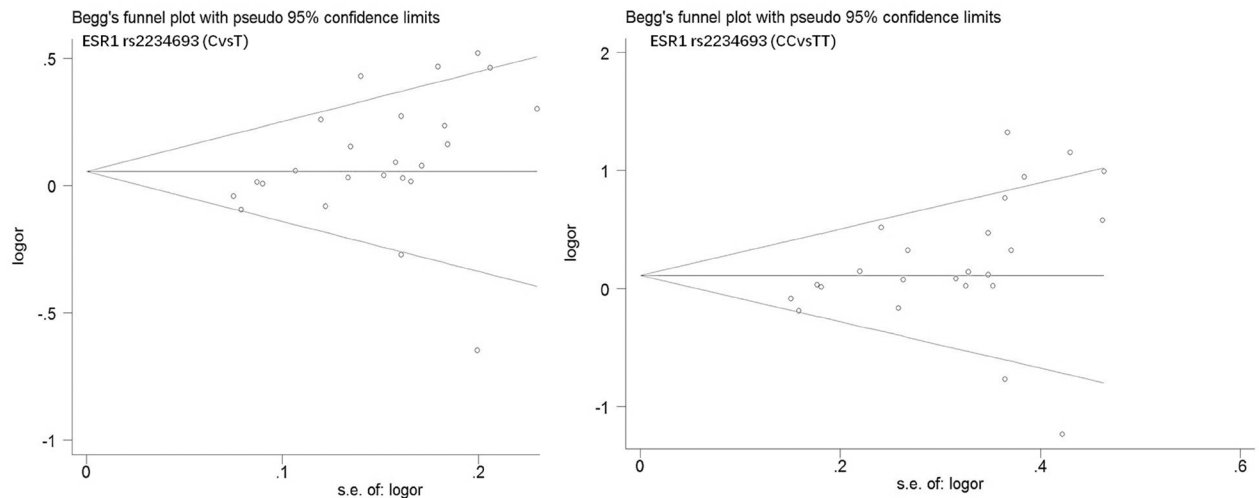 Begg's funnel plot with pseudo 95% confidence limits
ESR1 rs2234693 (CvsT)
.5
0
-.5
-1
logor
0
.1
.2
s.e. of: logor
Begg's funnel plot with pseudo 95% confidence limits
ESR1 rs2234693 (CCvsTT)
2
1
0
-1
logor
0
.2
.4
.6
s.e. of: logor